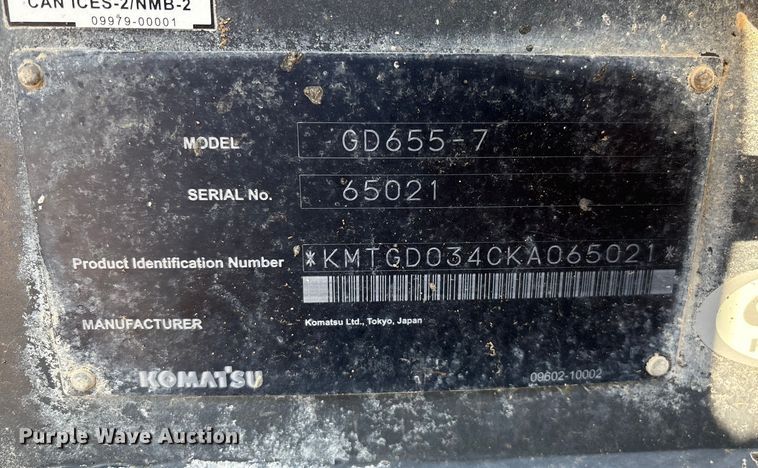 CAN ICES-2/NMB-2
09979-00001
MODEL GD655-7
SERIAL No. 65021
Product Identification Number *KMTGD034CKA065021*
MANUFACTURER Komatsu Ltd., Tokyo, Japan
KOMATSU 09602-10002
Purple Wave Auction